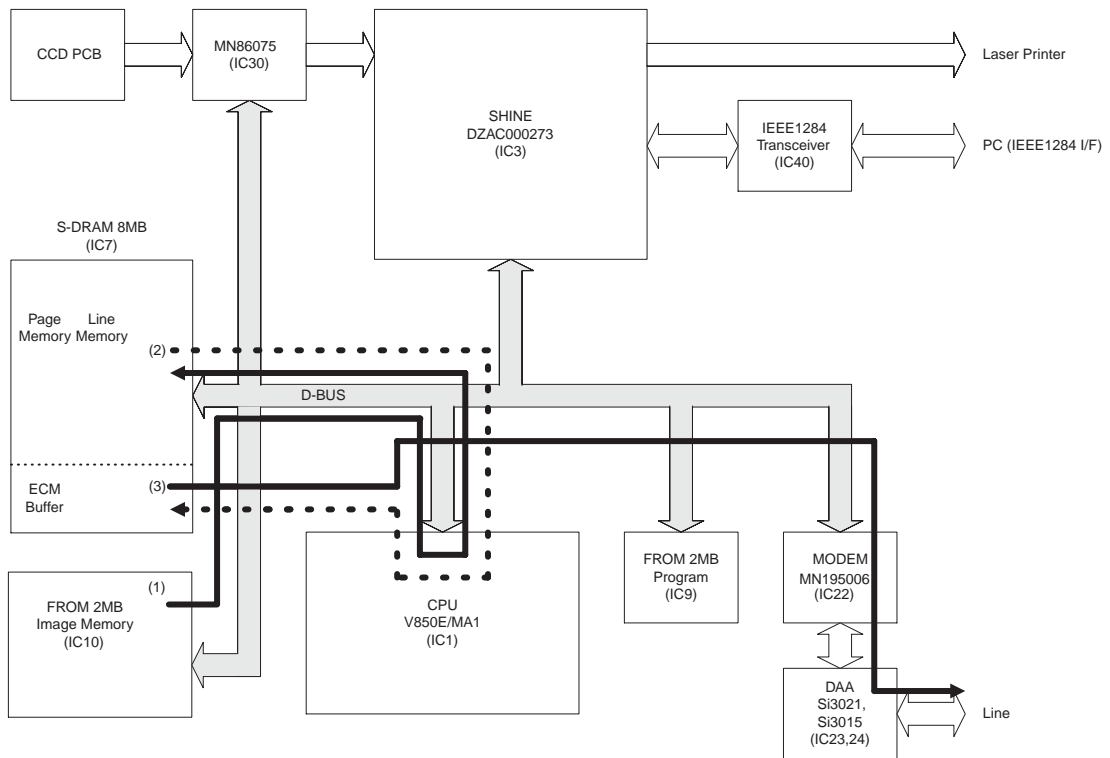 CCD PCB
MN86075
(IC30)
SHINE
DZAC000273
(IC3)
Laser Printer
IEEE1284
Transceiver
(IC40)
PC (IEEE1284 I/F)
S-DRAM 8MB
(IC7)
Page Line
Memory Memory
(2)
D-BUS
ECM
Buffer
(3)
(1)
FROM 2MB
Image Memory
(IC10)
CPU
V850E/MA1
(IC1)
FROM 2MB
Program
(IC9)
MODEM
MN195006
(IC22)
DAA
Si3021,
Si3015
(IC23,24)
Line